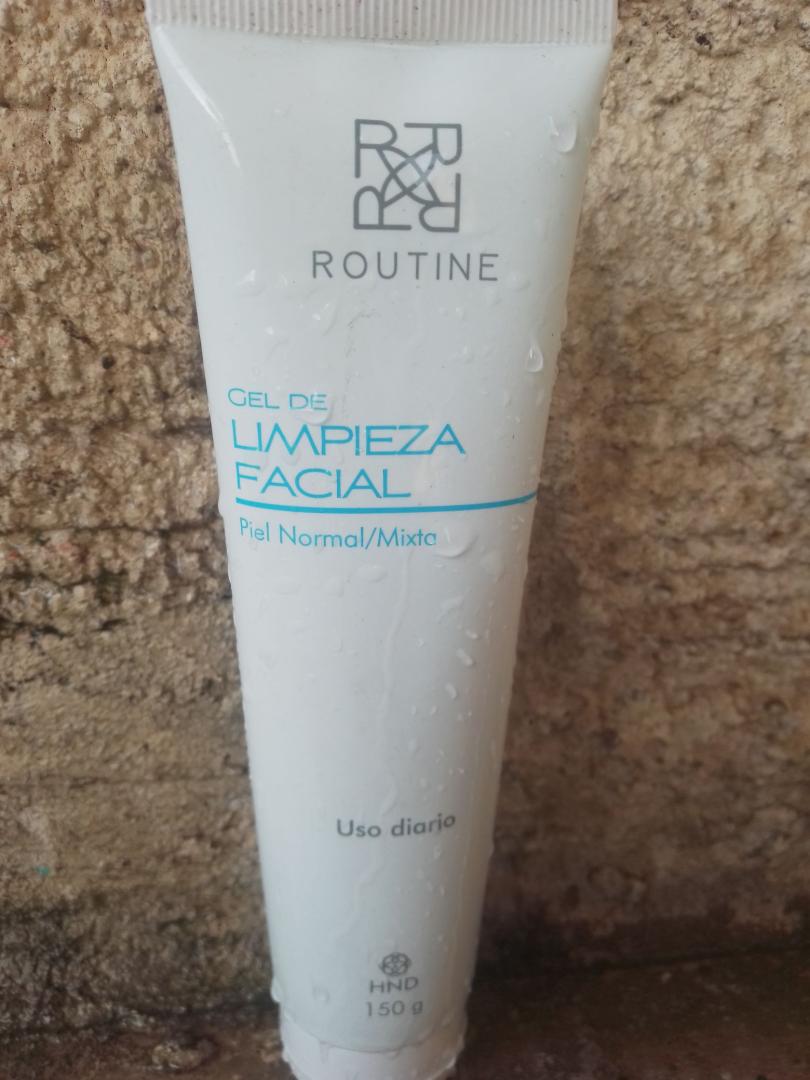 ROUTINE
GEL DE
LIMPIEZA
FACIAL
Piel Normal/Mixta
Uso diario
HND
150 g